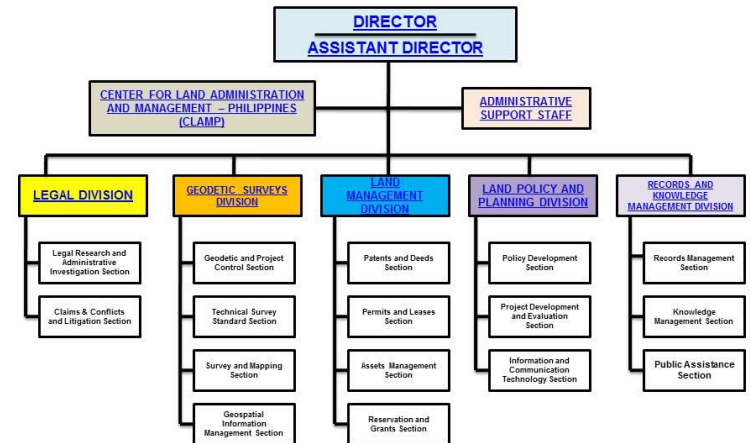 DIRECTOR
ASSISTANT DIRECTOR
CENTER FOR LAND ADMINISTRATION
AND MANAGEMENT – PHILIPPINES
(CLAMP)
ADMINISTRATIVE
SUPPORT STAFF
LEGAL DIVISION
GEODETIC SURVEYS
DIVISION
LAND
MANAGEMENT
DIVISION
LAND POLICY AND
PLANNING DIVISION
RECORDS AND
KNOWLEDGE
MANAGEMENT DIVISION
Legal Research and
Administrative
Investigation Section
Claims & Conflicts
and Litigation Section
Geodetic and Project
Control Section
Technical Survey
Standard Section
Survey and Mapping
Section
Geospatial
Information
Management Section
Patents and Deeds
Section
Permits and Leases
Section
Assets Management
Section
Reservation and
Grants Section
Policy Development
Section
Project Development
and Evaluation
Section
Information and
Communication
Technology Section
Records Management
Section
Knowledge
Management Section
Public Assistance
Section